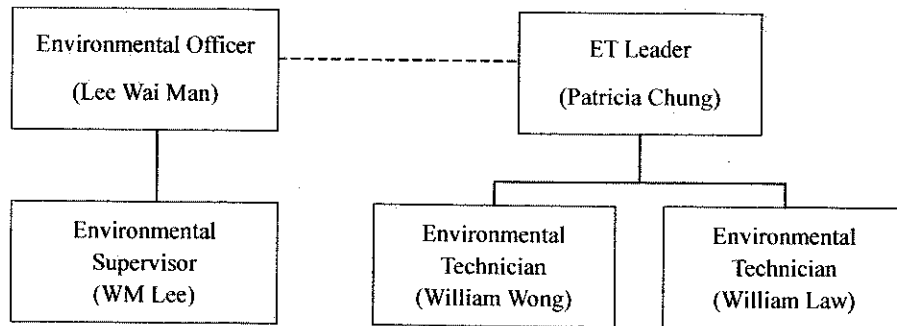 Environmental Officer
(Lee Wai Man)
ET Leader
(Patricia Chung)
Environmental
Supervisor
(WM Lee)
Environmental
Technician
(William Wong)
Environmental
Technician
(William Law)